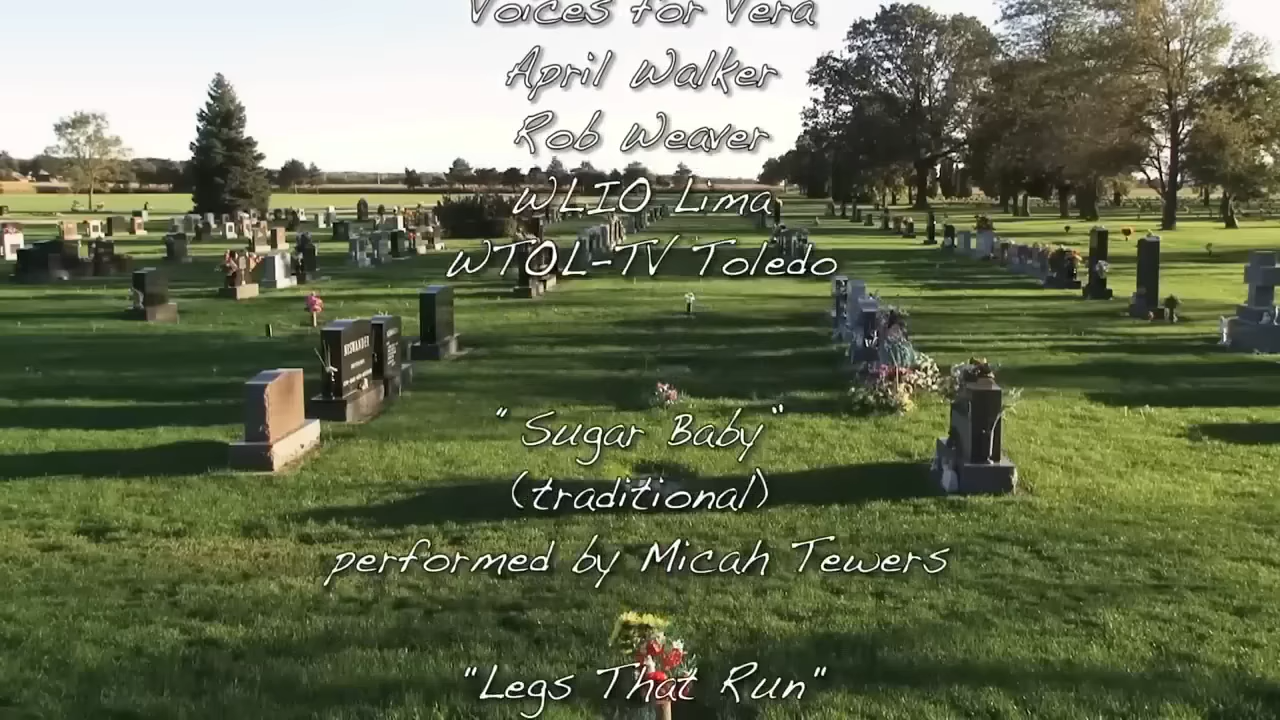 Voices for Vera
April Walker
Rob Weaver
WLIO Lima
WTOL-TV Toledo
NISWANDER
"Sugar Baby"
(traditional)
performed by Micah Tewers
"Legs That Run"